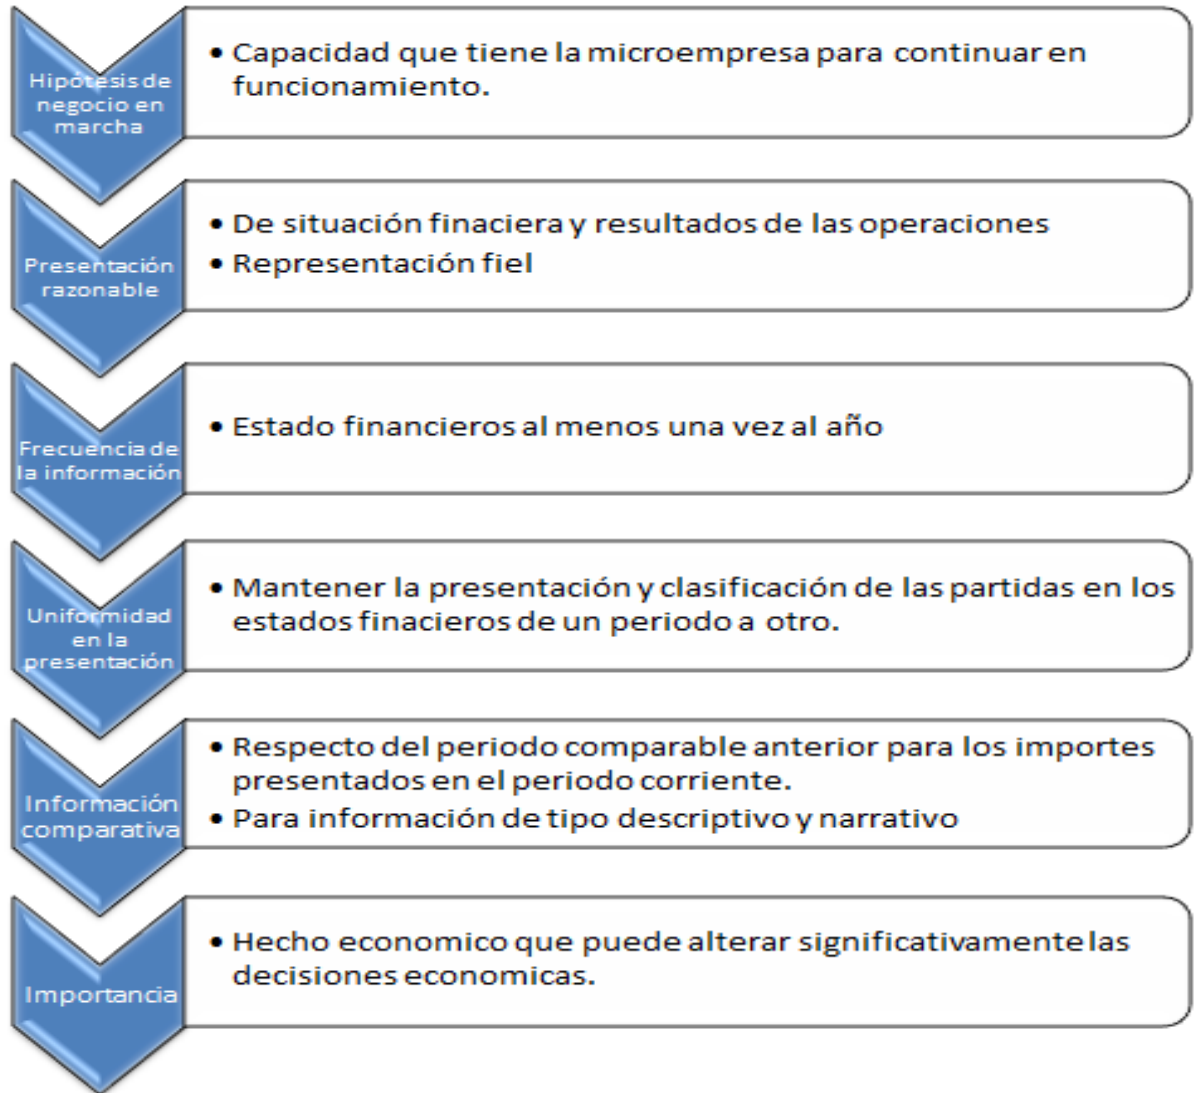 Hipótesis de
negocio en
marcha
• Capacidad que tiene la microempresa para continuar en
funcionamiento.
Presentación
razonable
• De situación finaciera y resultados de las operaciones
• Representación fiel
Frecuencia de
la información
• Estado financieros al menos una vez al año
Uniformidad
en la
presentación
• Mantener la presentación y clasificación de las partidas en los
estados finacieros de un periodo a otro.
Información
comparativa
• Respecto del periodo comparable anterior para los importes
presentados en el periodo corriente.
• Para información de tipo descriptivo y narrativo
Importancia
• Hecho economico que puede alterar significativamente las
decisiones economicas.